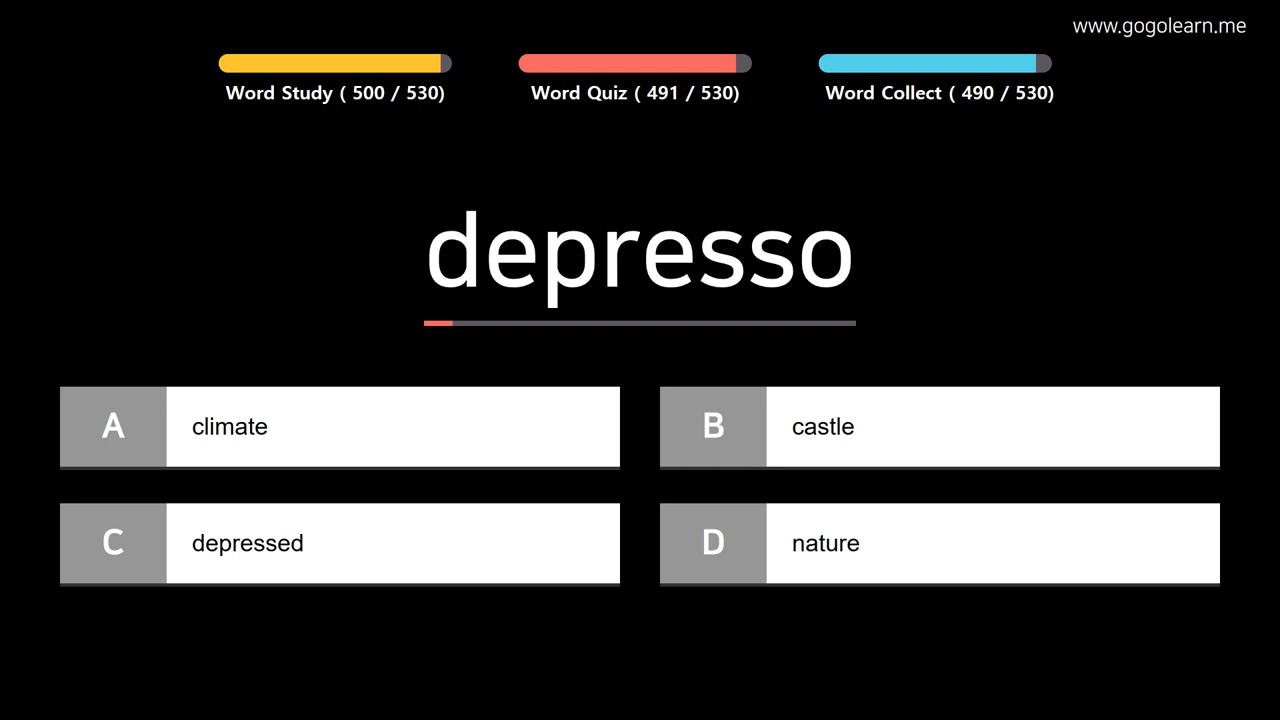 www.gogolearn.me
Word Study ( 500 / 530)
Word Quiz ( 491 / 530)
Word Collect ( 490 / 530)
depresso
A climate
B castle
C depressed
D nature